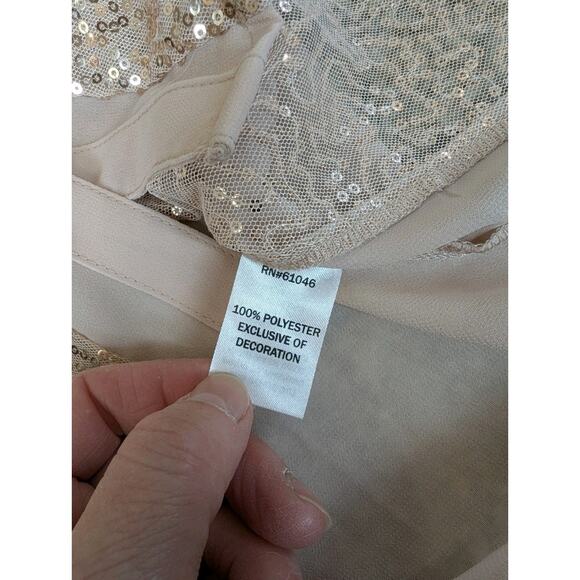 RN#61046
100% POLYESTER
EXCLUSIVE OF
DECORATION